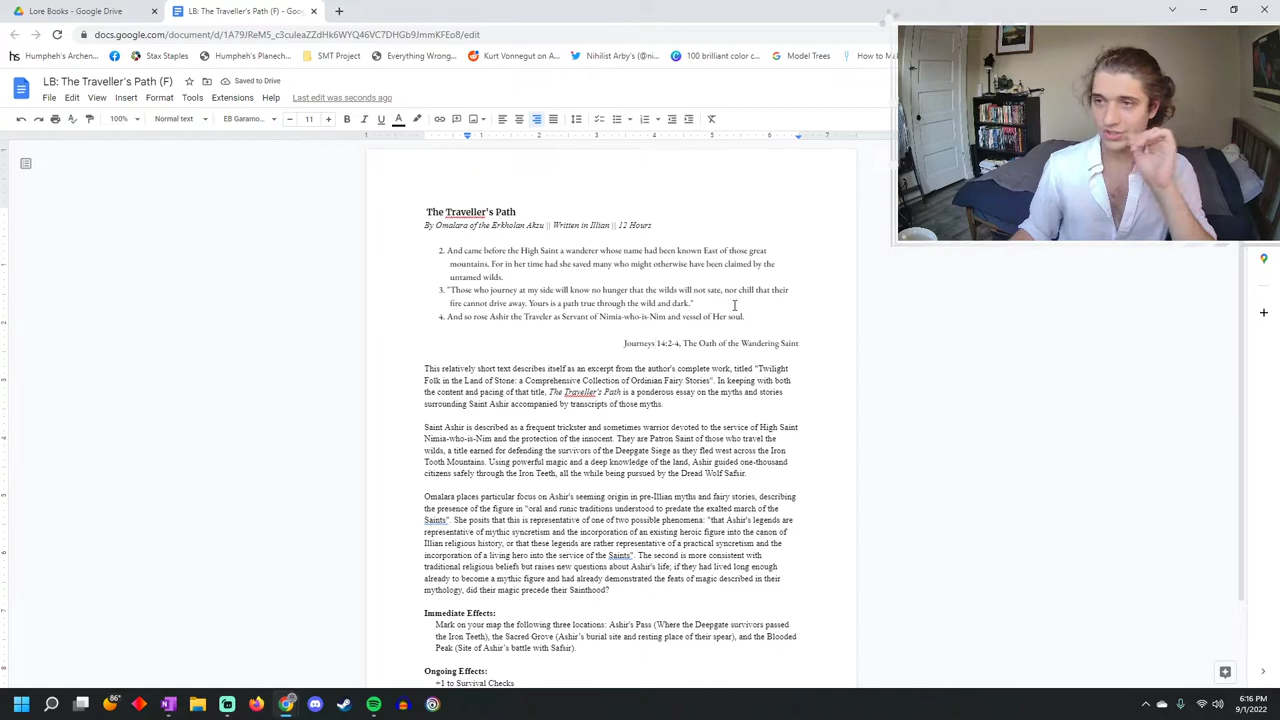 Lore Books - Google Drive
LB: The Traveller's Path (F)
docs.google.com/document/d/1A79JReM5_c3culeaZZdHk6WYQ46VC7DHGb9JmmKFEo8/edit
Humpheh's Archen...
Stax Staples
Humpheh's Planech...
SMT Project
Everything Wrong...
Kurt Vonnegut on A...
Nihilist Arby's (@ni...
100 brilliant color c...
Model Trees
How to Ma
LB: The Traveller's Path (F)
Saved to Drive
File Edit View Insert Format Tools Extensions Help Last edit was seconds ago
100% Normal text EB Garamo... 11
The Traveller's Path
By Omalara of the Erkholan Aksu || Written in Illian || 12 Hours
2. And came before the High Saint a wanderer whose name had been known East of those great
mountains. For in her time had she saved many who might otherwise have been claimed by the
untamed wilds.
3. "Those who journey at my side will know no hunger that the wilds will not sate, nor chill that their
fire cannot drive away. Yours is a path true through the wild and dark."
4. And so rose Ashir the Traveler as Servant of Nimia-who-is-Nim and vessel of Her soul.
Journeys 14:2-4, The Oath of the Wandering Saint
This relatively short text describes itself as an excerpt from the author's complete work, titled "Twilight
Folk in the Land of Stone: a Comprehensive Collection of Ordinian Fairy Stories". In keeping with both
the content and pacing of that title, The Traveller's Path is a ponderous essay on the myths and stories
surrounding Saint Ashir accompanied by transcripts of those myths.
Saint Ashir is described as a frequent trickster and sometimes warrior devoted to the service of High Saint
Nimia-who-is-Nim and the protection of the innocent. They are Patron Saint of those who travel the
wilds, a title earned for defending the survivors of the Deepgate Siege as they fled west across the Iron
Tooth Mountains. Using powerful magic and a deep knowledge of the land, Ashir guided one-thousand
citizens safely through the Iron Teeth, all the while being pursued by the Dread Wolf Safsir.
Omalara places particular focus on Ashir's seeming origin in pre-Illian myths and fairy stories, describing
the presence of the figure in "oral and runic traditions understood to predate the exalted march of the
Saints". She posits that this is representative of one of two possible phenomena: "that Ashir's legends are
representative of mythic syncretism and the incorporation of an existing heroic figure into the canon of
Illian religious history, or that these legends are rather representative of a practical syncretism and the
incorporation of a living hero into the service of the Saints". The second is more consistent with
traditional religious beliefs but raises new questions about Ashir's life; if they had lived long enough
already to become a mythic figure and had already demonstrated the feats of magic described in their
mythology, did their magic precede their Sainthood?
Immediate Effects:
Mark on your map the following three locations: Ashir's Pass (Where the Deepgate survivors passed
the Iron Teeth), the Sacred Grove (Ashir's burial site and resting place of their spear), and the Blooded
Peak (Site of Ashir's battle with Safsir).
Ongoing Effects:
+1 to Survival Checks
86°
6:16 PM
9/1/2022